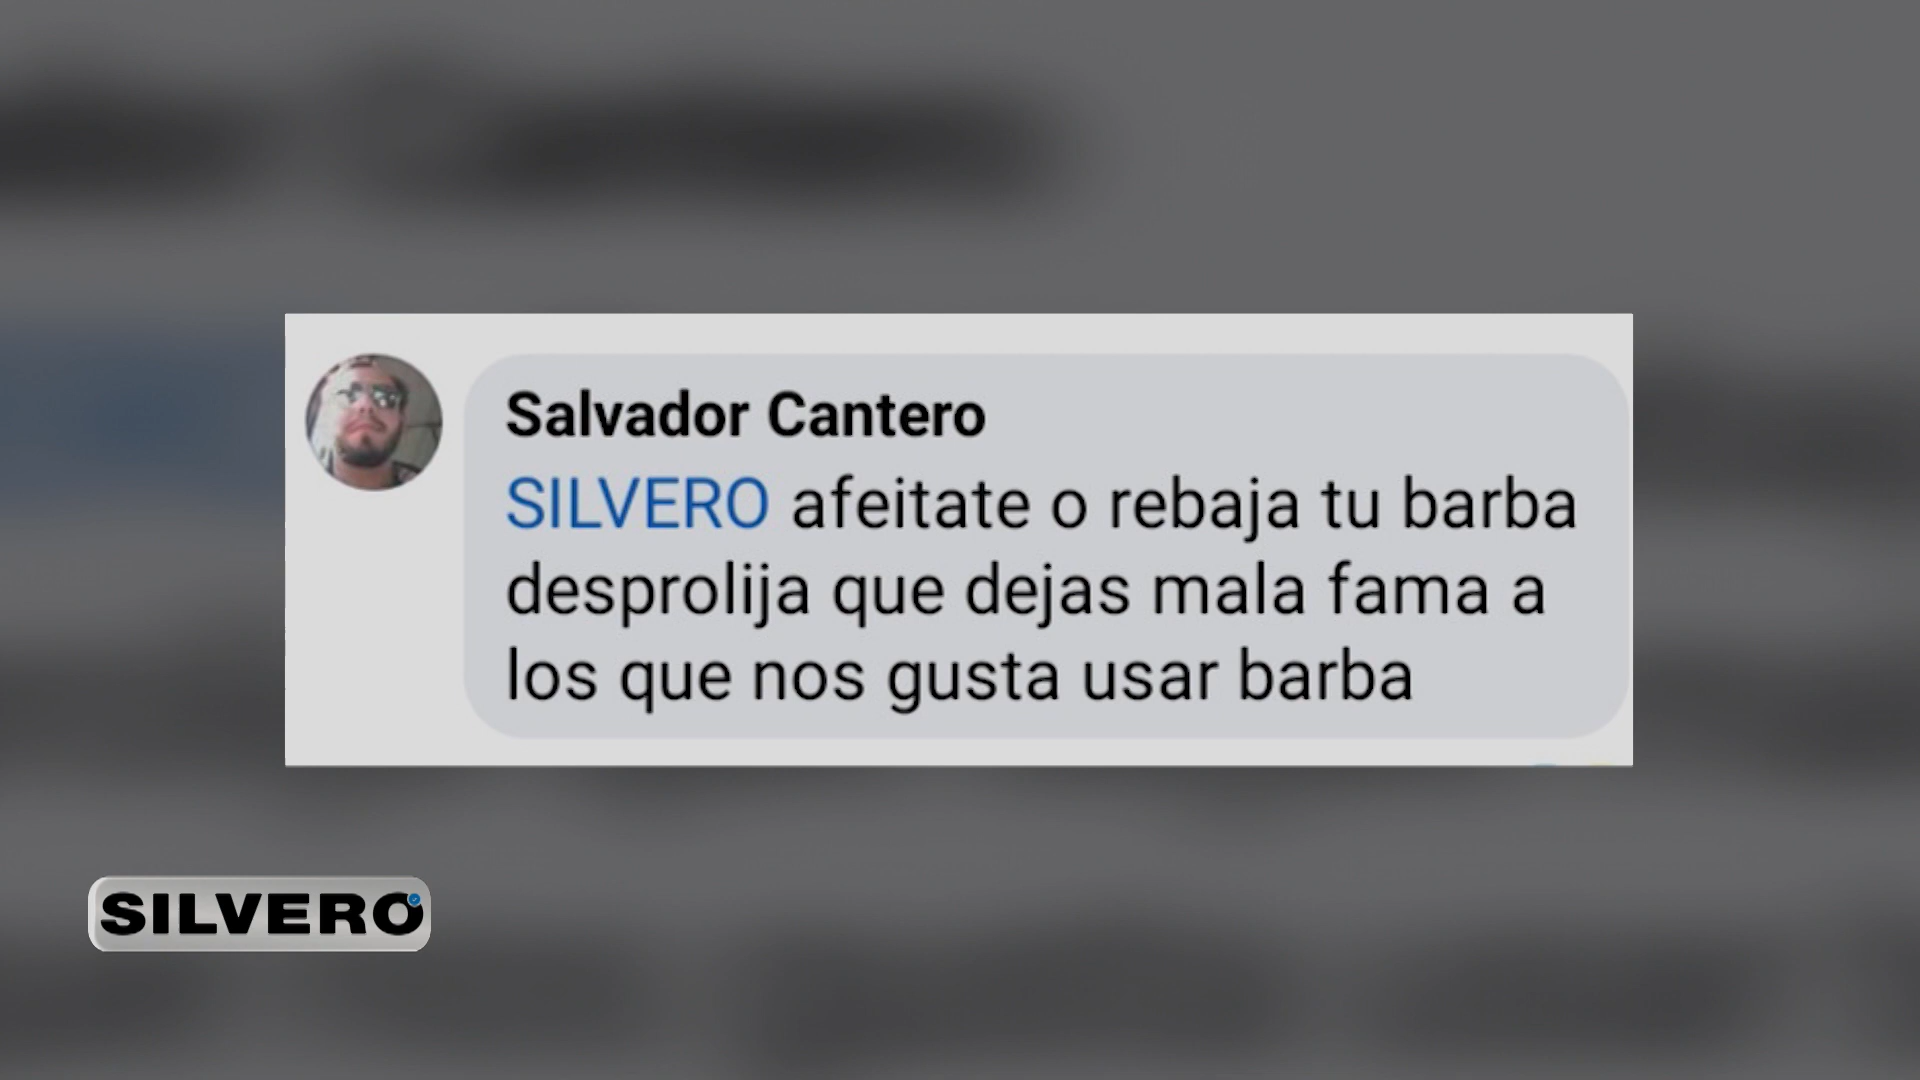 Salvador Cantero
SILVERO afeitate o rebaja tu barba
desprolija que dejas mala fama a
los que nos gusta usar barba
SILVERO